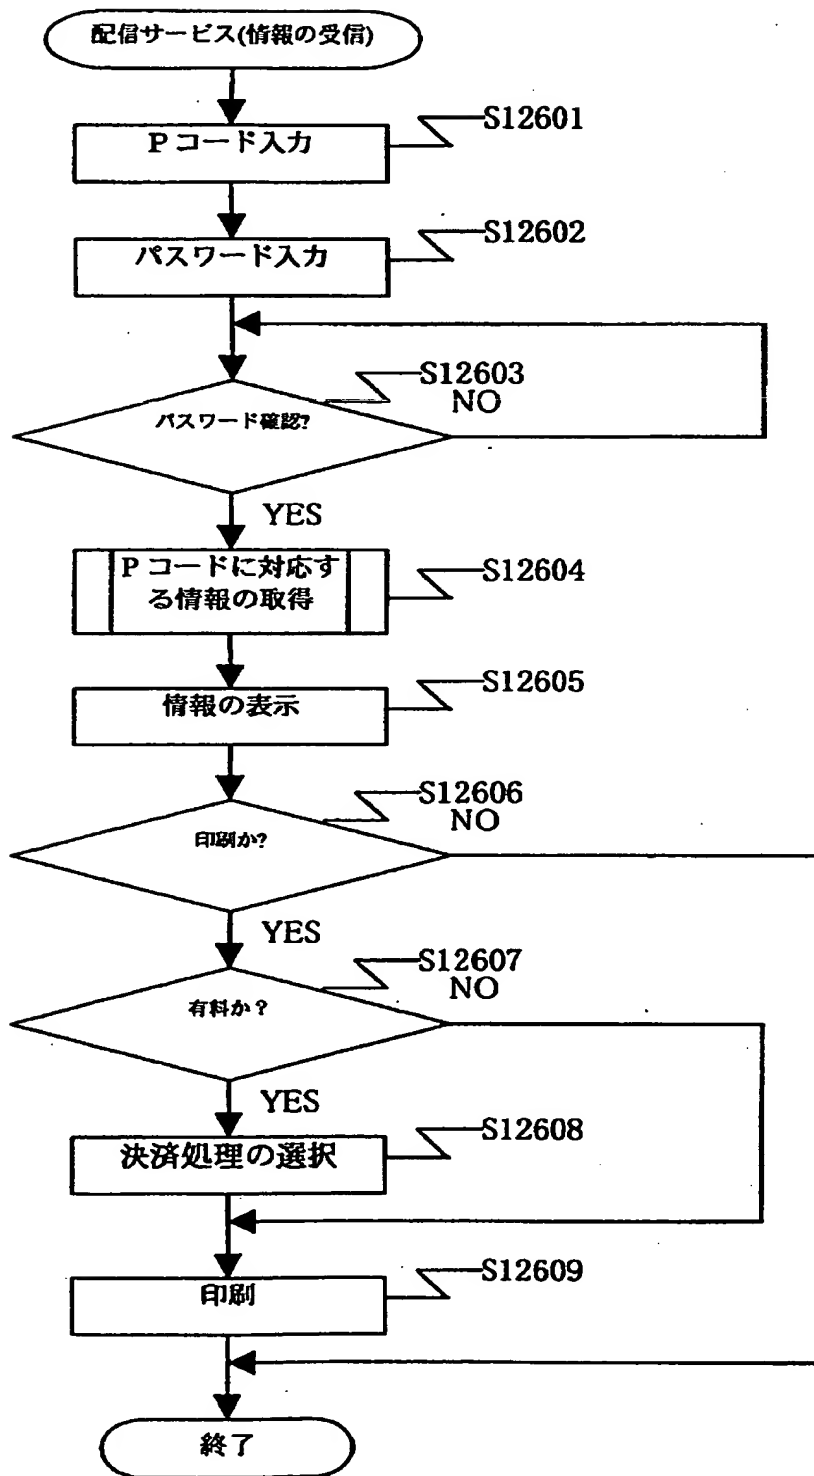 配信サービス(情報の受信)
Pコード入力
S12601
パスワード入力
S12602
S12603
NO
パスワード確認?
YES
Pコードに対応す
る情報の取得
S12604
情報の表示
S12605
S12606
NO
印刷か?
YES
S12607
NO
有料か?
YES
決済処理の選択
S12608
印刷
S12609
終了